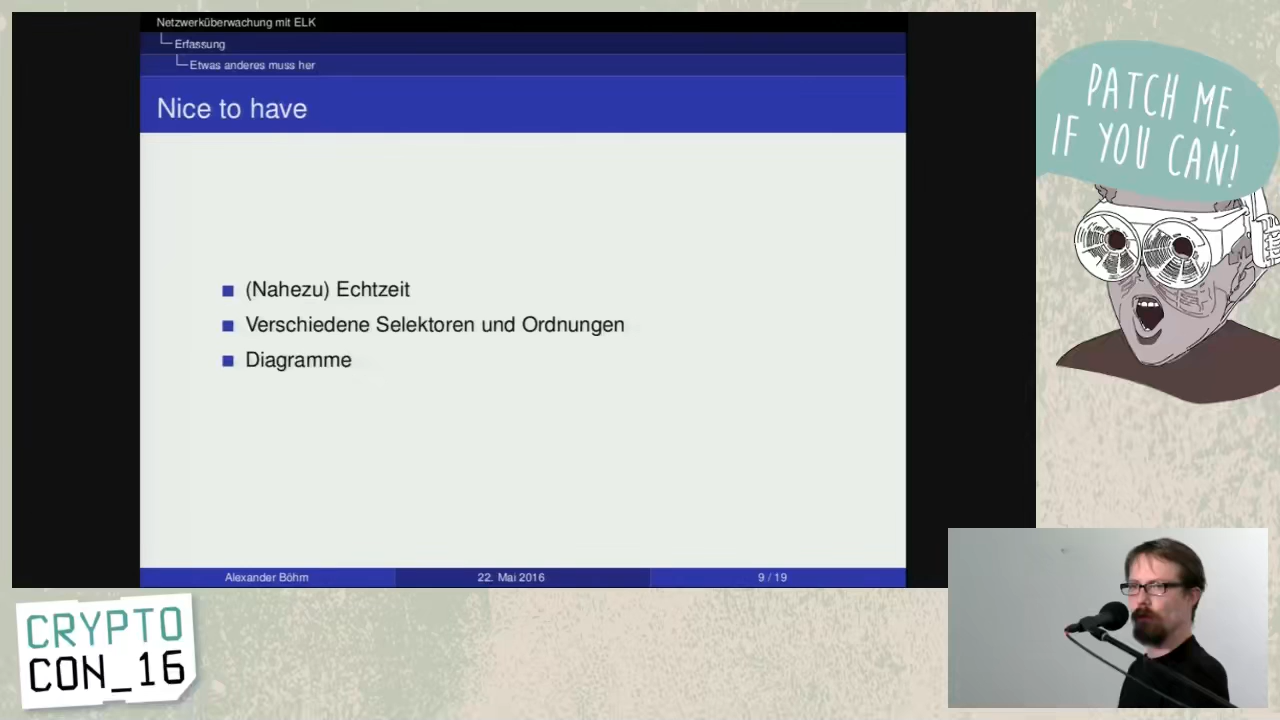 Netzwerküberwachung mit ELK
Erfassung
Etwas anderes muss her
Nice to have
(Nahezu) Echtzeit
Verschiedene Selektoren und Ordnungen
Diagramme
Alexander Böhm
22. Mai 2016
9 / 19
PATCH ME,
IF YOU CAN!
CRYPTO
CON_16